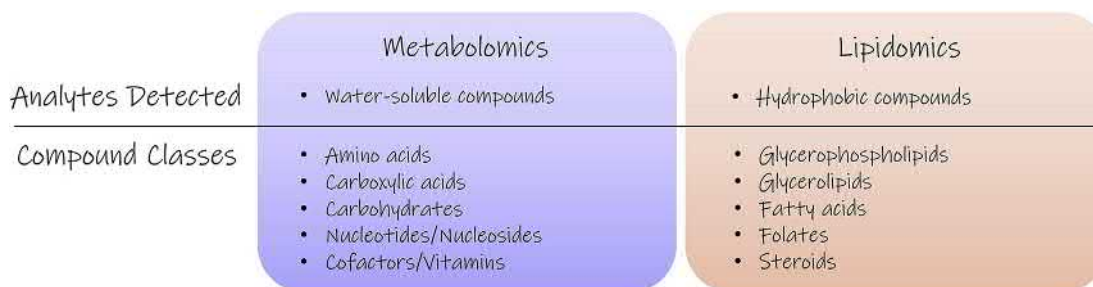 Metabolomics
Lipidomics
Analytes Detected
• Water-soluble compounds
• Hydrophobic compounds
Compound Classes
• Amino acids
• Carboxylic acids
• Carbohydrates
• Nucleotides/Nucleosides
• Cofactors/Vitamins
• Glycerophospholipids
• Glycerolipids
• Fatty acids
• Folates
• Steroids